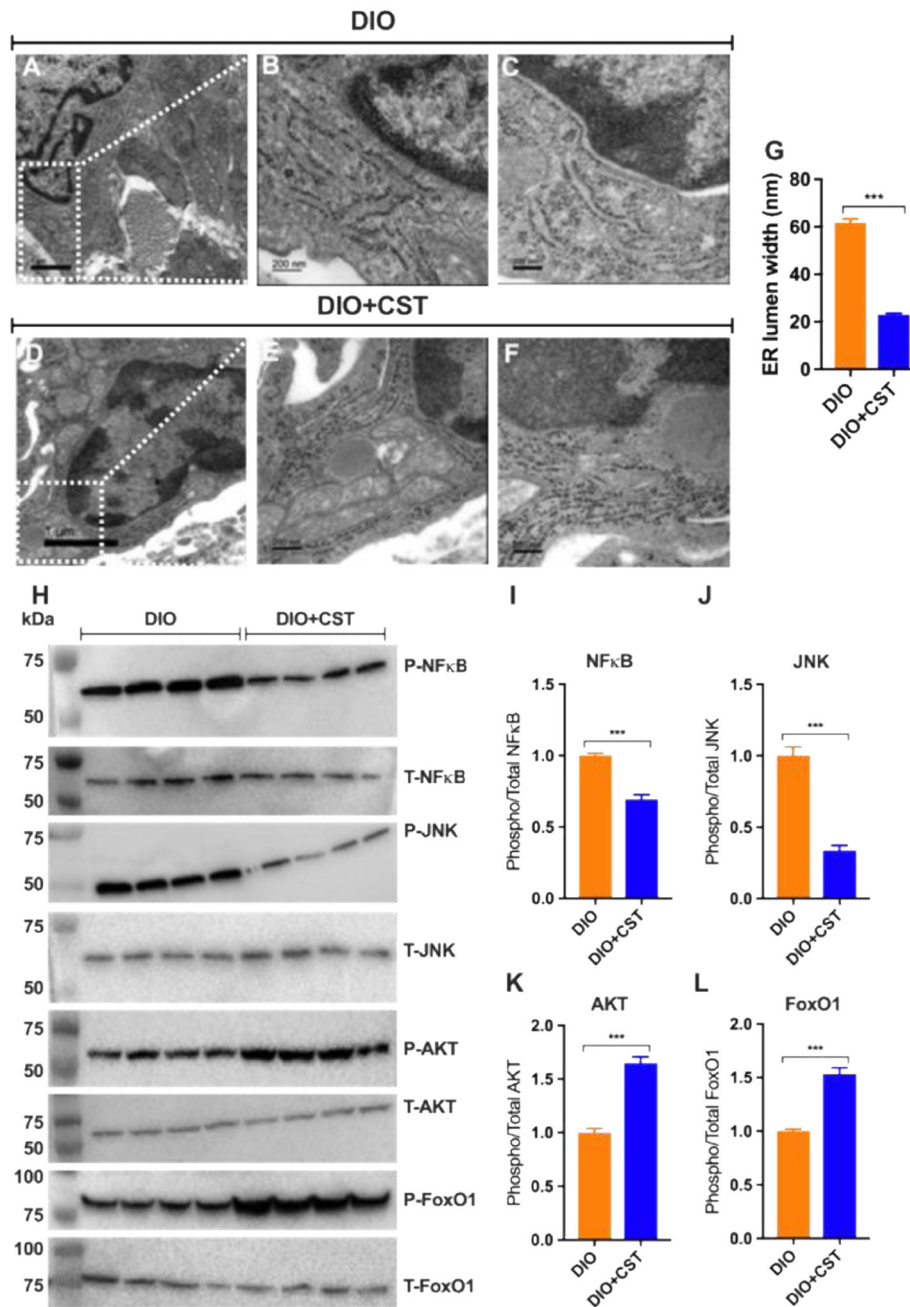 DIO
A
B
C
200 nm
200 nm
G
ER lumen width (nm)
80
60
40
20
0
***
DIO
DIO+CST
DIO+CST
D
E
F
1 µm
H
kDa
DIO
DIO+CST
75
50
P-NFκB
75
50
T-NFκB
75
50
P-JNK
75
50
T-JNK
75
50
P-AKT
75
50
T-AKT
100
75
P-FoxO1
100
75
T-FoxO1
I
NFκB
Phospho/Total NFκB
1.5
1.0
0.5
0.0
***
DIO
DIO+CST
J
JNK
Phospho/Total JNK
1.5
1.0
0.5
0.0
***
DIO
DIO+CST
K
AKT
Phospho/Total AKT
2.0
1.5
1.0
0.5
0.0
***
DIO
DIO+CST
L
FoxO1
Phospho/Total FoxO1
2.0
1.5
1.0
0.5
0.0
***
DIO
DIO+CST